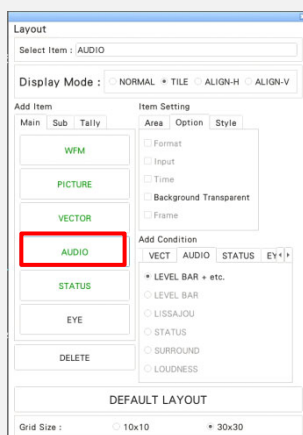 Layout
Select Item : AUDIO
Display Mode : NORMAL TILE ALIGN-H ALIGN-V
Add Item
Main Sub Tally
WFM
PICTURE
VECTOR
AUDIO
STATUS
EYE
DELETE
Item Setting
Area Option Style
Format
Input
Time
Background Transparent
Frame
Add Condition
VECT AUDIO STATUS EY
LEVEL BAR + etc.
LEVEL BAR
LISSAJOU
STATUS
SURROUND
LOUDNESS
DEFAULT LAYOUT
Grid Size : 10x10 30x30